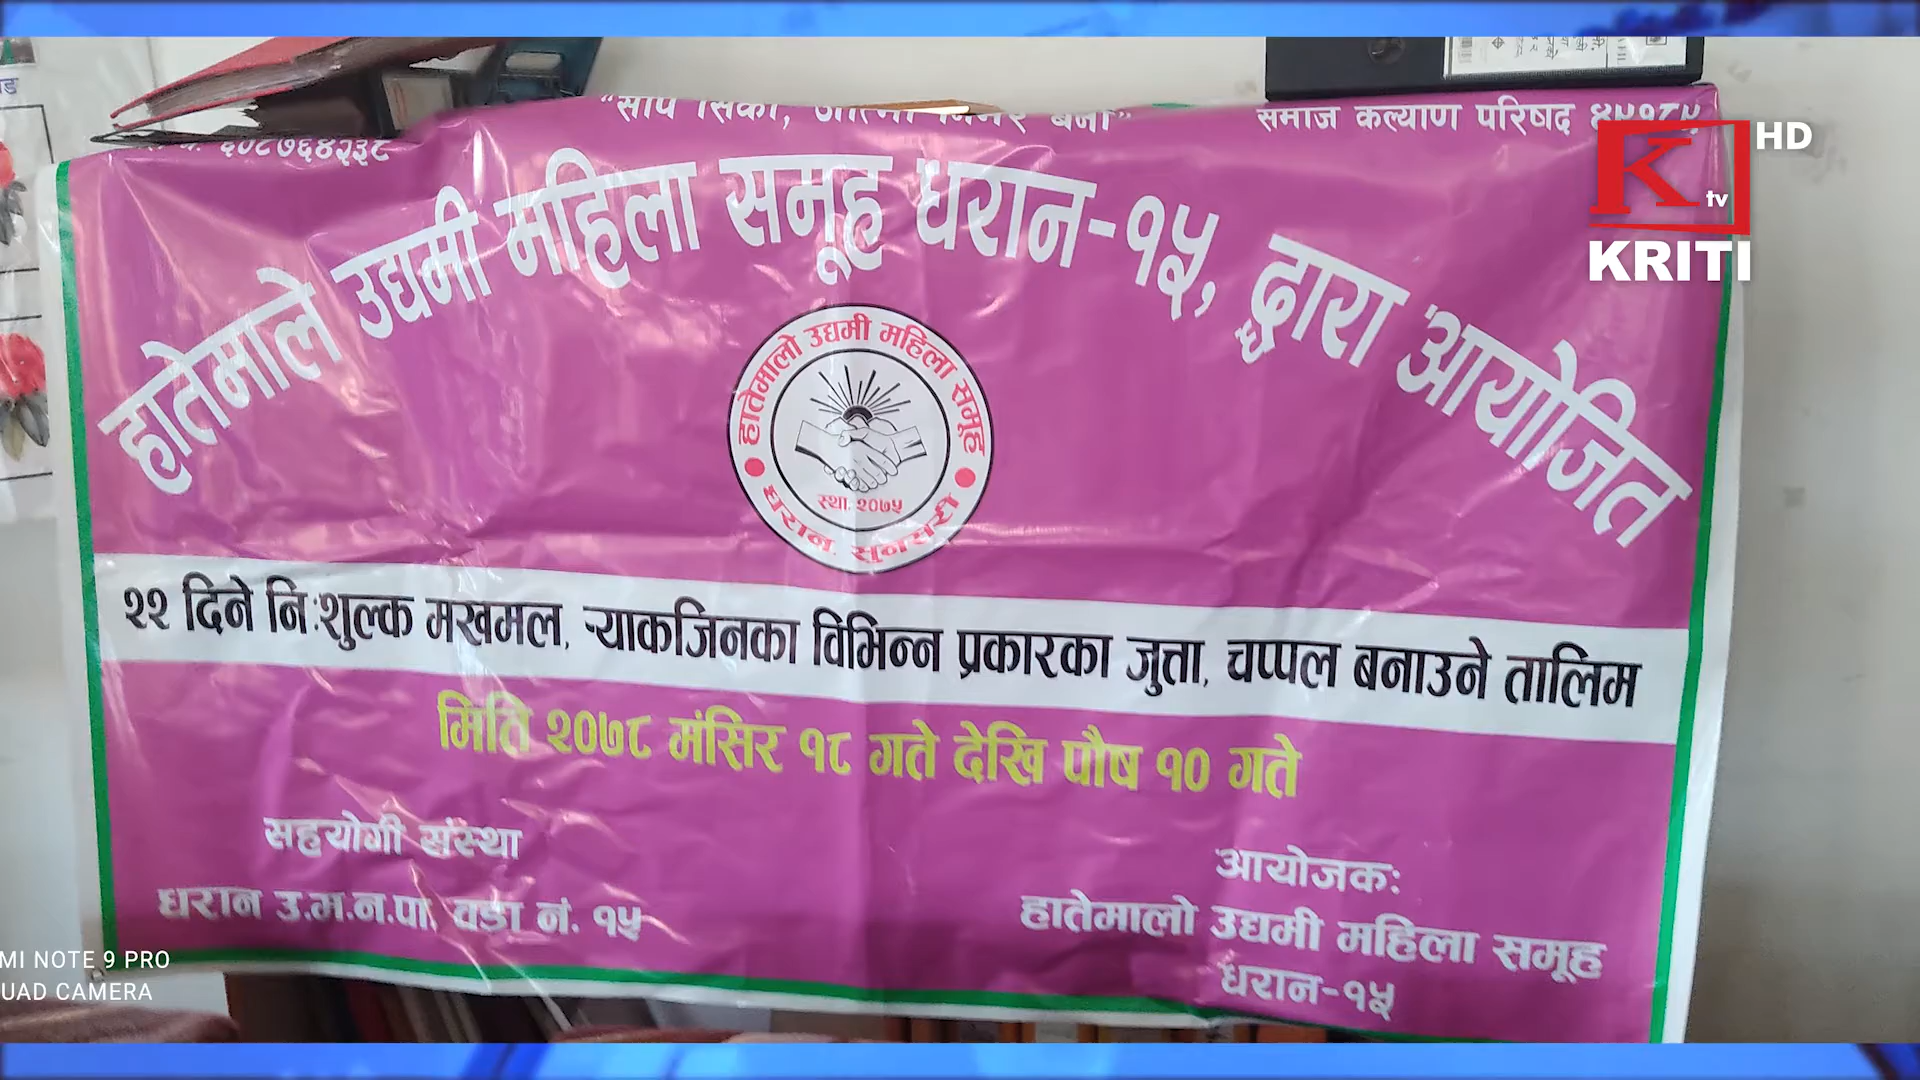 समाज कल्याण परिषद
HD
K tv
KRITI
हातेमाले उद्यमी महिला समूह धरान-१५, द्धारा आयोजित
हातेमालो उद्यमी महिला समूह
स्था. २०७५
धरान, सुनसरी
२२ दिने नि:शुल्क मखमल, ऱ्याकजिनका विभिन्न प्रकारका जुत्ता, चप्पल बनाउने तालिम
मिति २०७८ मंसिर १८ गते देखि पौष १० गते
सहयोगी संस्था
धरान उ.म.न.पा. वडा नं. १५
आयोजक:
हातेमालो उद्यमी महिला समूह
धरान-१५
MI NOTE 9 PRO
UAD CAMERA